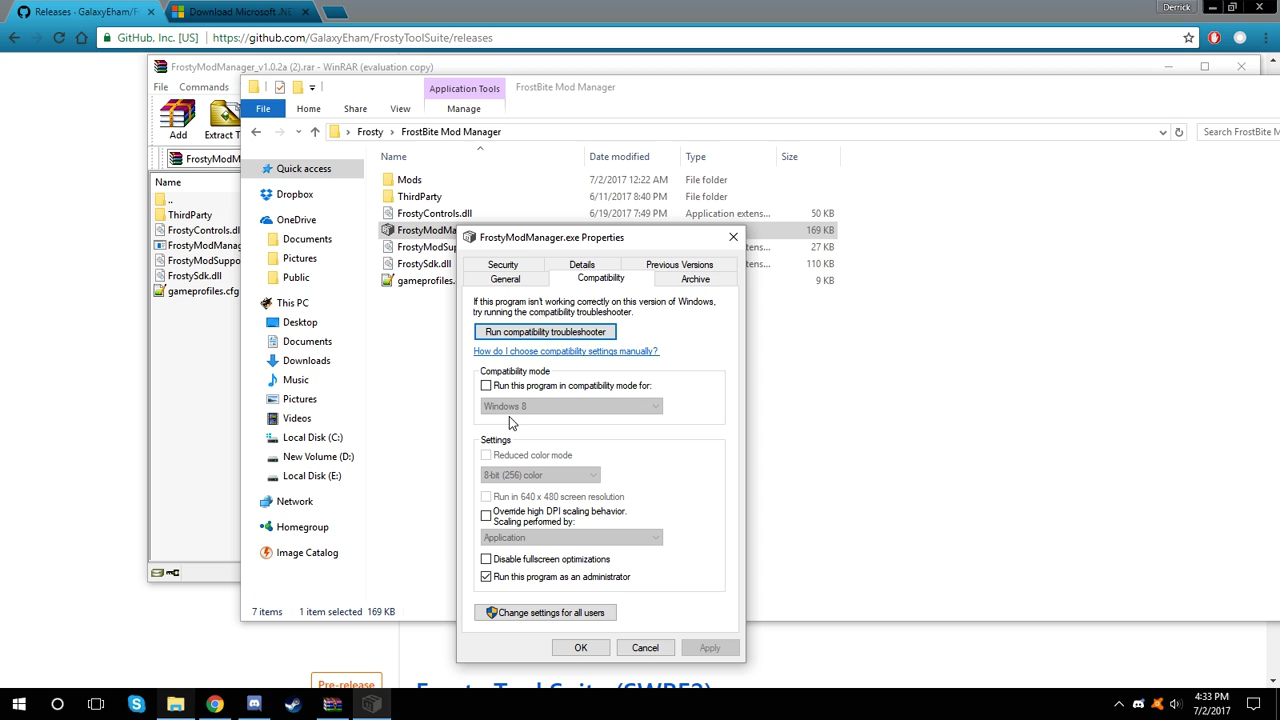 Releases - GalaxyEham/F
Download Microsoft .NE
Derrick
GitHub, Inc. [US]
https://github.com/GalaxyEham/FrostyToolSuite/releases
FrostyModManager_v1.0.2a (2).rar - WinRAR (evaluation copy)
File Commands
Add
Extract T
FrostyModM
Name
..
ThirdParty
FrostyControls.dl
FrostyModManag
FrostyModSuppo
FrostySdk.dll
gameprofiles.cfg
Application Tools
FrostBite Mod Manager
File Home Share View Manage
Frosty
FrostBite Mod Manager
Search FrostBite M
Quick access
Dropbox
OneDrive
Documents
Pictures
Public
This PC
Desktop
Documents
Downloads
Music
Pictures
Videos
Local Disk (C:)
New Volume (D:)
Local Disk (E:)
Network
Homegroup
Image Catalog
Name Date modified Type Size
Mods 7/2/2017 12:22 AM File folder
ThirdParty 6/11/2017 8:40 PM File folder
FrostyControls.dll 6/19/2017 7:49 PM Application extens... 50 KB
FrostyModMa 169 KB
FrostyModSup 27 KB
FrostySdk.dll 110 KB
gameprofiles. 9 KB
7 items 1 item selected 169 KB
FrostyModManager.exe Properties
Security Details Previous Versions
General Compatibility Archive
If this program isn't working correctly on this version of Windows,
try running the compatibility troubleshooter.
Run compatibility troubleshooter
How do I choose compatibility settings manually?
Compatibility mode
Run this program in compatibility mode for:
Windows 8
Settings
Reduced color mode
8-bit (256) color
Run in 640 x 480 screen resolution
Override high DPI scaling behavior.
Scaling performed by:
Application
Disable fullscreen optimizations
Run this program as an administrator
Change settings for all users
OK Cancel Apply
Pre-release
4:33 PM
7/2/2017